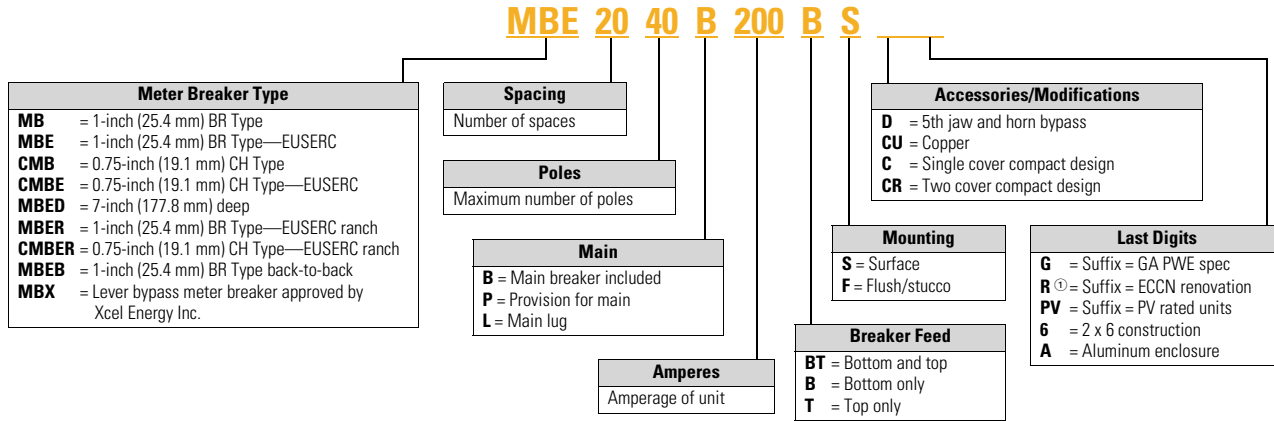 MBE 20 40 B 200 B S
Meter Breaker Type
MB = 1-inch (25.4 mm) BR Type
MBE = 1-inch (25.4 mm) BR Type—EUSERC
CMB = 0.75-inch (19.1 mm) CH Type
CMBE = 0.75-inch (19.1 mm) CH Type—EUSERC
MBED = 7-inch (177.8 mm) deep
MBER = 1-inch (25.4 mm) BR Type—EUSERC ranch
CMBER = 0.75-inch (19.1 mm) CH Type—EUSERC ranch
MBEB = 1-inch (25.4 mm) BR Type back-to-back
MBX = Lever bypass meter breaker approved by
Xcel Energy Inc.
Spacing
Number of spaces
Poles
Maximum number of poles
Main
B = Main breaker included
P = Provision for main
L = Main lug
Amperes
Amperage of unit
Accessories/Modifications
D = 5th jaw and horn bypass
CU = Copper
C = Single cover compact design
CR = Two cover compact design
Mounting
S = Surface
F = Flush/stucco
Breaker Feed
BT = Bottom and top
B = Bottom only
T = Top only
Last Digits
G = Suffix = GA PWE spec
R ① = Suffix = ECCN renovation
PV = Suffix = PV rated units
6 = 2 x 6 construction
A = Aluminum enclosure